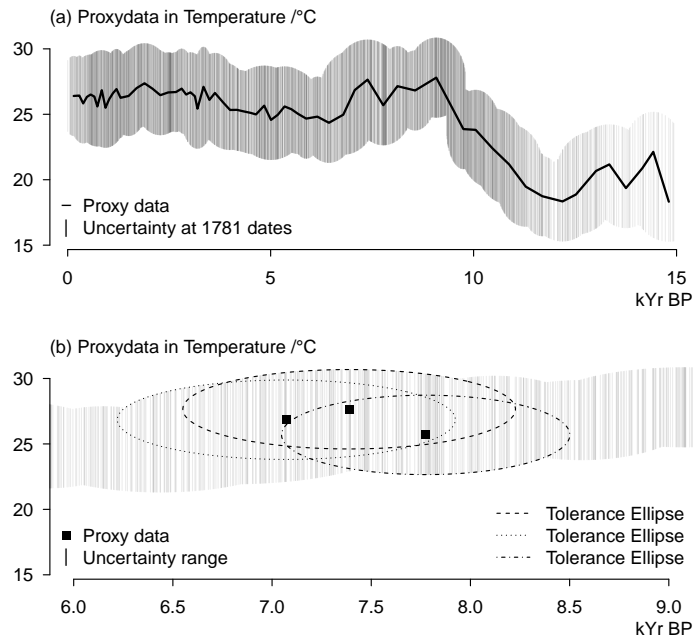 (a) Proxydata in Temperature /°C
30
25
20
15
Proxy data
Uncertainty at 1781 dates
0 5 10 15
kYr BP
(b) Proxydata in Temperature /°C
30
25
20
15
10
Proxy data
Uncertainty range
Tolerance Ellipse
Tolerance Ellipse
Tolerance Ellipse
6.0 6.5 7.0 7.5 8.0 8.5 9.0
kYr BP